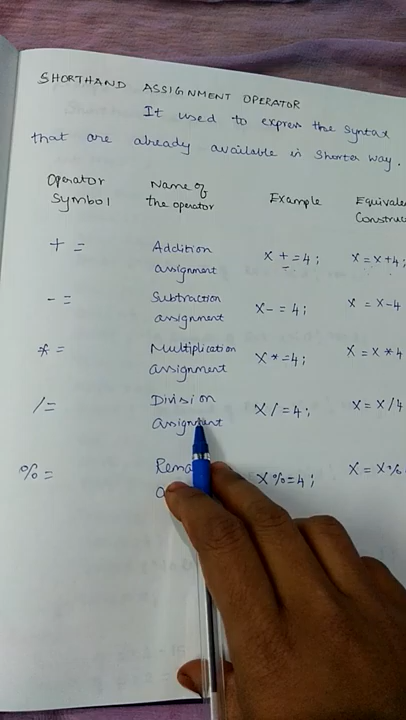 SHORTHAND ASSIGNMENT OPERATOR
It used to express the syntax
that are already available in shorter way.
Operator Symbol Name of the operator Example
+ = Addition assignment X + = 4 ; X = X + 4 ;
- = Subtraction assignment X - = 4 ; X = X - 4
* = Multiplication assignment X * = 4 ; X = X * 4
/ = Division assignment X / = 4 ; X = X / 4
% = X % = 4 ; X = X %